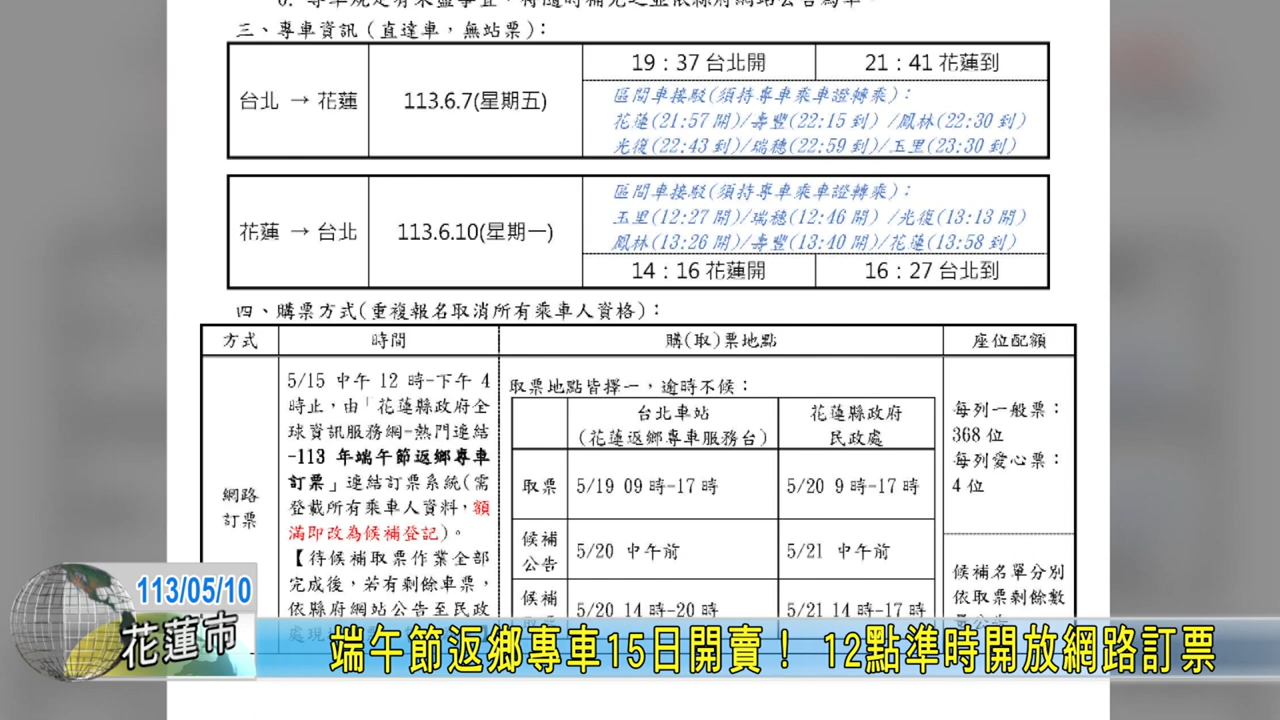 三、專車資訊(直達車，無站票)：
台北 → 花蓮
113.6.7(星期五)
19：37 台北開
21：41 花蓮到
區間車接駁(須持專車乘車證轉乘)：
花蓮(21:57 開)/壽豐(22:15 到) /鳳林(22:30 到)
光復(22:43 到)/瑞穗(22:59 到)/玉里(23:30 到)
花蓮 → 台北
113.6.10(星期一)
區間車接駁(須持專車乘車證轉乘)：
玉里(12:27 開)/瑞穗(12:46 開) /光復(13:13 開)
鳳林(13:26 開)/壽豐(13:40 開)/花蓮(13:58 到)
14：16 花蓮開
16：27 台北到
四、購票方式(重複報名取消所有乘車人資格)：
方式
時間
購(取)票地點
座位配額
網路
訂票
5/15 中午 12 時-下午 4
時止，由「花蓮縣政府全
球資訊服務網-熱門連結
-113 年端午節返鄉專車
訂票」連結訂票系統(需
登載所有乘車人資料，額
滿即改為候補登記)。
【待候補取票作業全部
完成後，若有剩餘車票，
依縣府網站公告至民政
取票地點皆擇一，逾時不候：
台北車站
(花蓮返鄉專車服務台)
花蓮縣政府
民政處
取票
5/19 09 時-17 時
5/20 9 時-17 時
候補
公告
5/20 中午前
5/21 中午前
候補
5/20 14 時-20 時
5/21 14 時-17 時
每列一般票：
368 位
每列愛心票：
4 位
候補名單分別
依取票剩餘數
113/05/10
花蓮市
端午節返鄉專車15日開賣！ 12點準時開放網路訂票